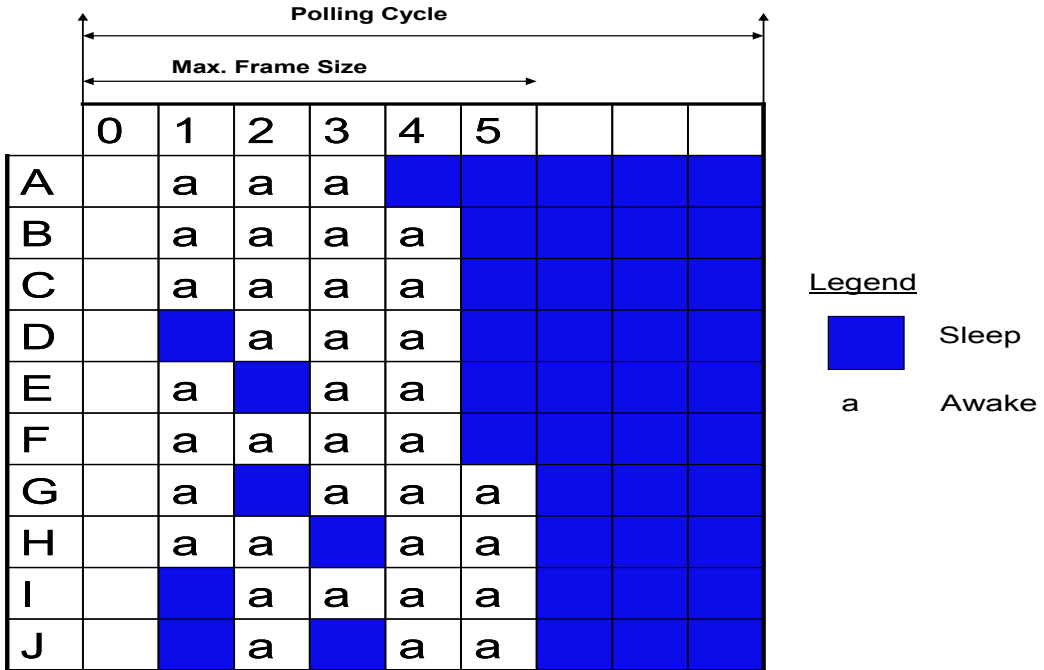 Polling Cycle
Max. Frame Size
0 1 2 3 4 5
A a a a
B a a a a
C a a a a
D a a a
E a a a
F a a a a
G a a a a
H a a a a
I a a a a
J a a a
Legend
Sleep
a Awake